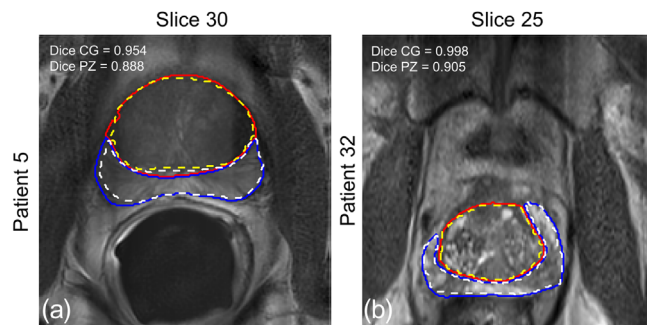 Slice 30
Slice 25
Patient 5
Dice CG = 0.954
Dice PZ = 0.888
(a)
Patient 32
Dice CG = 0.998
Dice PZ = 0.905
(b)